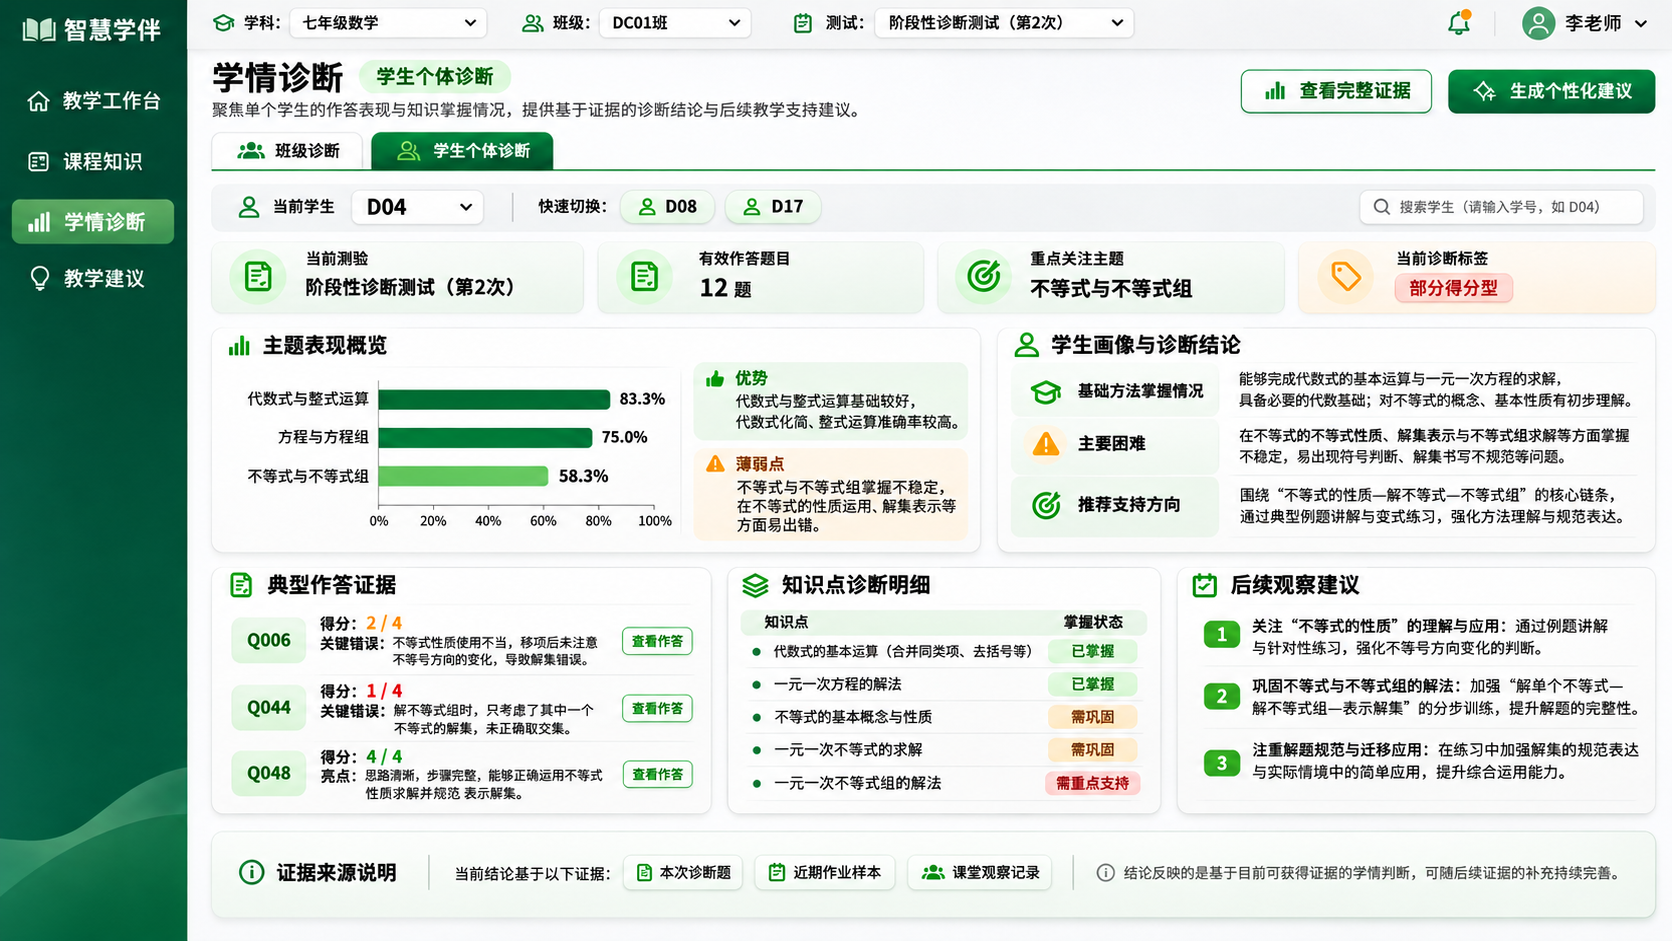 智慧学伴
学科： 七年级数学
班级： DC01班
测试： 阶段性诊断测试（第2次）
李老师
教学工作台
课程知识
学情诊断
教学建议
学情诊断
学生个体诊断
聚焦单个学生的作答表现与知识掌握情况，提供基于证据的诊断结论与后续教学支持建议。
查看完整证据
生成个性化建议
班级诊断
学生个体诊断
当前学生 D04
快速切换： D08 D17
搜索学生（请输入学号，如 D04）
当前测验
阶段性诊断测试（第2次）
有效作答题目
12 题
重点关注主题
不等式与不等式组
当前诊断标签
部分得分型
主题表现概览
代数式与整式运算 83.3%
方程与方程组 75.0%
不等式与不等式组 58.3%
0% 20% 40% 60% 80% 100%
优势
代数式与整式运算基础较好，
代数式化简、整式运算准确率较高。
薄弱点
不等式与不等式组掌握不稳定，
在不等式的性质运用、解集表示等
方面易出错。
学生画像与诊断结论
基础方法掌握情况
能够完成代数式的基本运算与一元一次方程的求解，
具备必要的代数基础；对不等式的概念、基本性质有初步理解。
主要困难
在不等式的不等式性质、解集表示与不等式组求解等方面掌握
不稳定，易出现符号判断、解集书写不规范等问题。
推荐支持方向
围绕“不等式的性质—解不等式—不等式组”的核心链条，
通过典型例题讲解与变式练习，强化方法理解与规范表达。
典型作答证据
Q006
得分：2 / 4
关键错误：不等式性质使用不当，移项后未注意
不等号方向的变化，导致解集错误。
查看作答
Q044
得分：1 / 4
关键错误：解不等式组时，只考虑了其中一个
不等式的解集，未正确取交集。
查看作答
Q048
得分：4 / 4
亮点：思路清晰，步骤完整，能够正确运用不等式
性质求解并规范 表示解集。
查看作答
知识点诊断明细
知识点 掌握状态
代数式的基本运算（合并同类项、去括号等） 已掌握
一元一次方程的解法 已掌握
不等式的基本概念与性质 需巩固
一元一次不等式的求解 需巩固
一元一次不等式组的解法 需重点支持
后续观察建议
1 关注“不等式的性质”的理解与应用：通过例题讲解
与针对性练习，强化不等号方向变化的判断。
2 巩固不等式与不等式组的解法：加强“解单个不等式—
解不等式组—表示解集”的分步训练，提升解题的完整性。
3 注重解题规范与迁移应用：在练习中加强解集的规范表达
与实际情境中的简单应用，提升综合运用能力。
证据来源说明
当前结论基于以下证据： 本次诊断题 近期作业样本 课堂观察记录
结论反映的是基于目前可获得证据的学情判断，可随后续证据的补充持续完善。